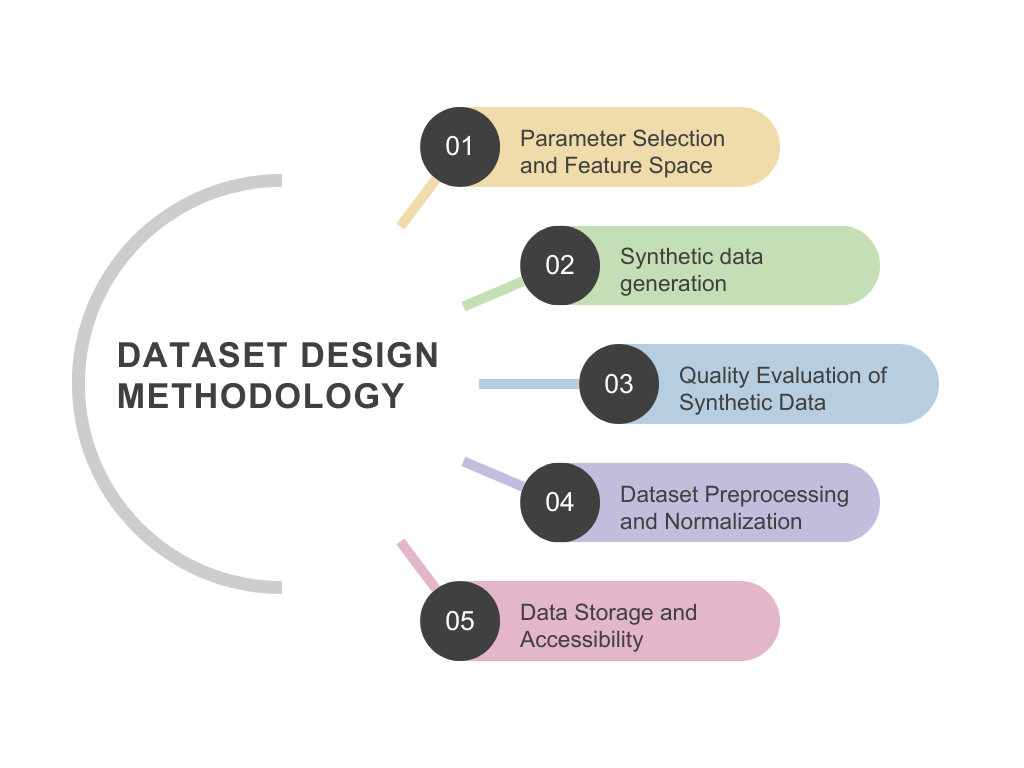 DATASET DESIGN
METHODOLOGY
01
Parameter Selection
and Feature Space
02
Synthetic data
generation
03
Quality Evaluation of
Synthetic Data
04
Dataset Preprocessing
and Normalization
05
Data Storage and
Accessibility